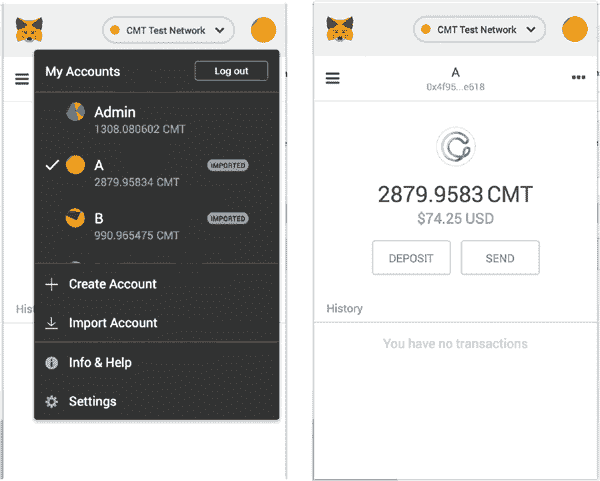 CMT Test Network
My Accounts
Log out
Admin
1308.080602 CMT
A
IMPORTED
2879.95834 CMT
B
IMPORTED
990.965475 CMT
Hist
Create Account
Import Account
Info & Help
Settings
CMT Test Network
A
0x4f95...e618
2879.9583 CMT
$74.25 USD
DEPOSIT
SEND
History
You have no transactions